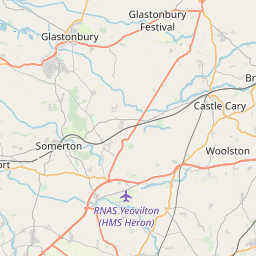 Glastonbury
Festival
Glastonbury
Br
Castle Cary
Somerton
Woolston
ort
RNAS Yeovilton
(HMS Heron)